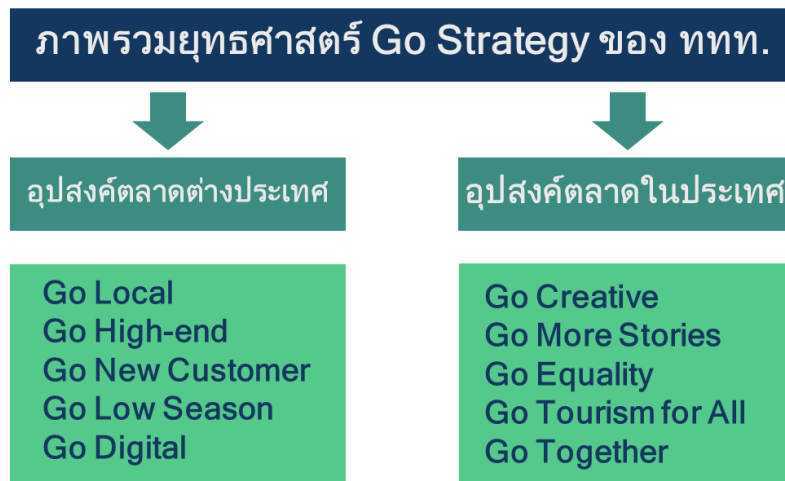 ภาพรวมยุทธศาสตร์ Go Strategy ของ ททท.
อุปสงค์ตลาดต่างประเทศ
Go Local
Go High-end
Go New Customer
Go Low Season
Go Digital
อุปสงค์ตลาดในประเทศ
Go Creative
Go More Stories
Go Equality
Go Tourism for All
Go Together